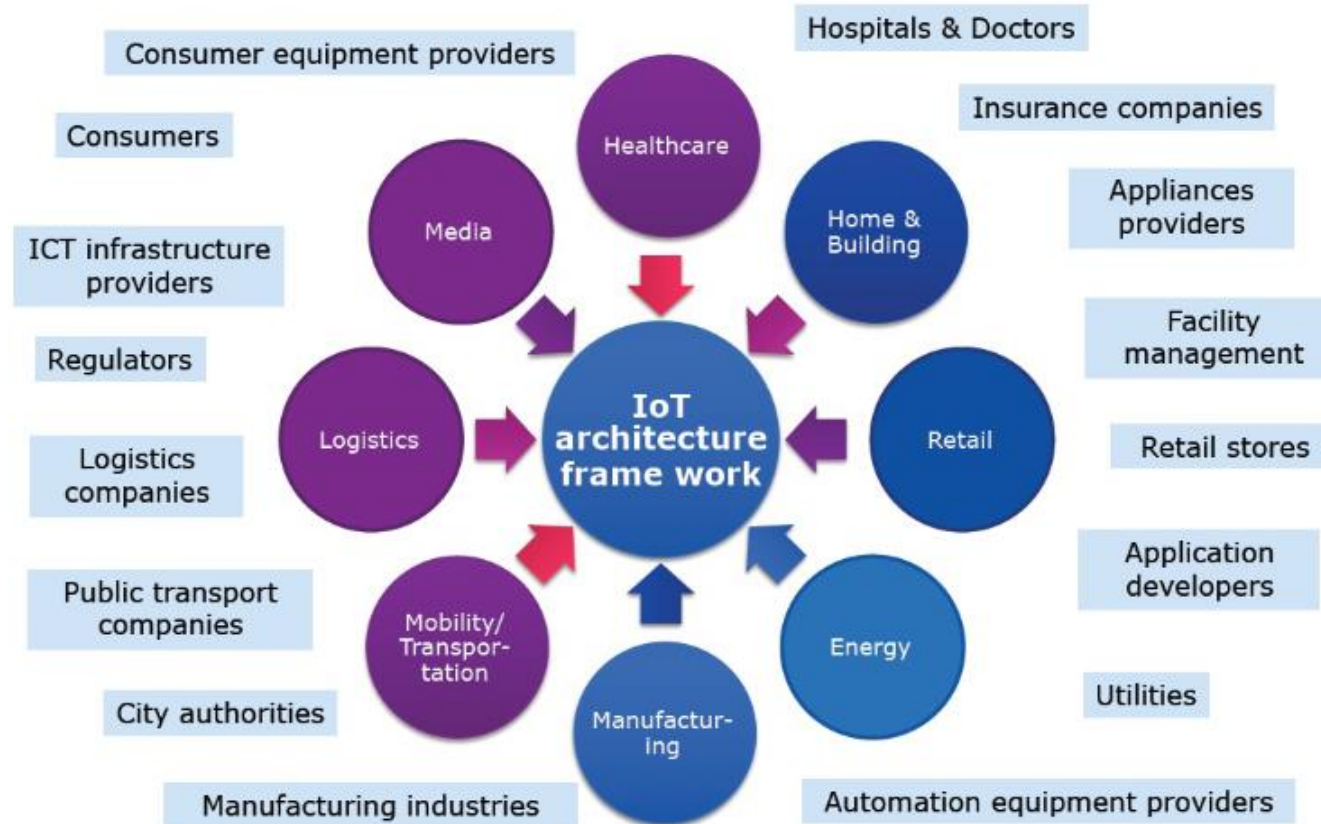 Hospitals & Doctors
Consumer equipment providers
Insurance companies
Consumers
Healthcare
Appliances
providers
Media
Home &
Building
ICT infrastructure
providers
Facility
management
Regulators
IoT
architecture
frame work
Logistics
Retail
Retail stores
Logistics
companies
Application
developers
Public transport
companies
Mobility/
Transpor-
tation
Energy
Utilities
City authorities
Manufactur-
ing
Manufacturing industries
Automation equipment providers